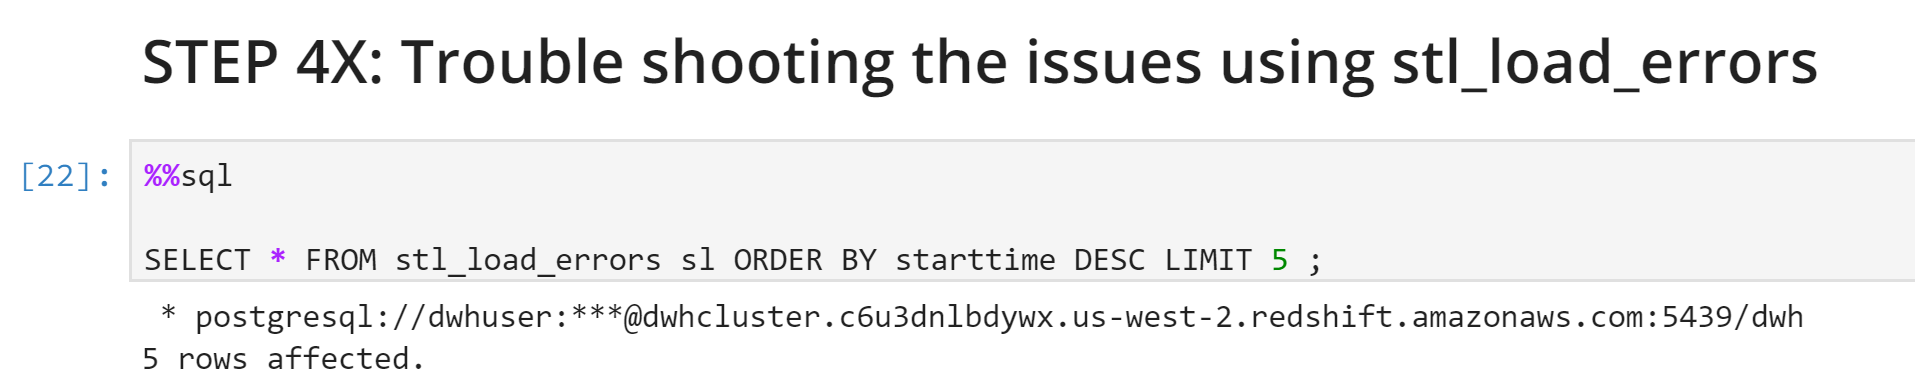 STEP 4X: Trouble shooting the issues using stl_load_errors
[22]: %%sql
SELECT * FROM stl_load_errors sl ORDER BY starttime DESC LIMIT 5 ;
* postgresql://dwhuser:***@dwhcluster.c6u3dnlbdywx.us-west-2.redshift.amazonaws.com:5439/dwh
5 rows affected.